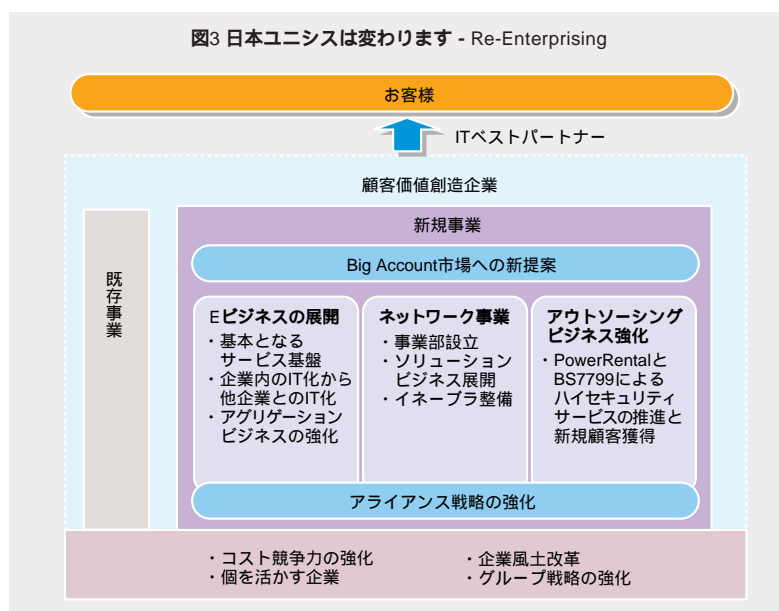 図3 日本ユニシスは変わります - Re-Enterprising
お客様
ITベストパートナー
顧客価値創造企業
既存事業
新規事業
Big Account市場への新提案
Eビジネスの展開
・基本となる
サービス基盤
・企業内のIT化から
他企業とのIT化
・アグリゲーション
ビジネスの強化
ネットワーク事業
・事業部設立
・ソリューション
ビジネス展開
・イネーブラ整備
アウトソーシング
ビジネス強化
・PowerRentalと
BS7799による
ハイセキュリティ
サービスの推進と
新規顧客獲得
アライアンス戦略の強化
・コスト競争力の強化
・個を活かす企業
・企業風土改革
・グループ戦略の強化